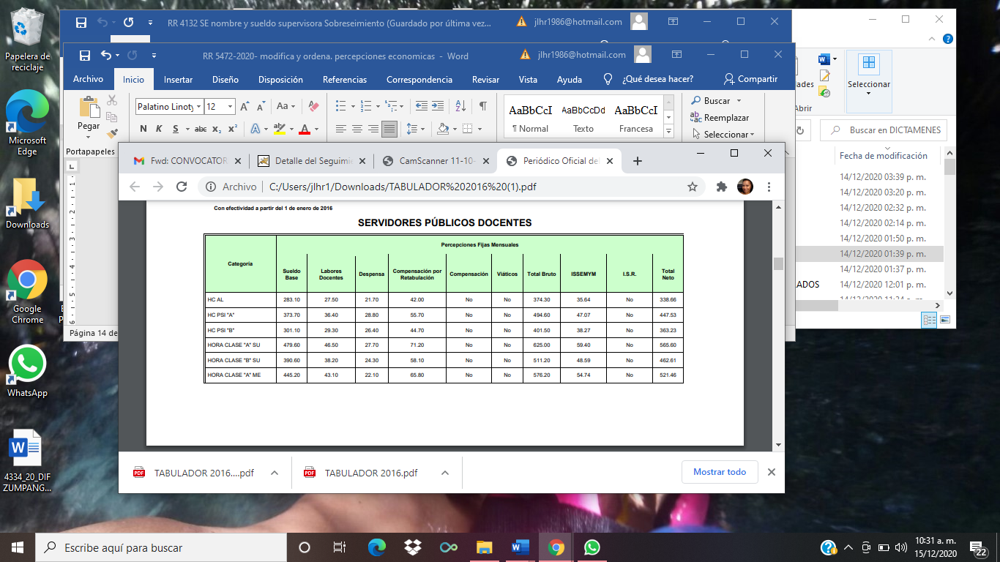 Papelera de reciclaje
Microsoft Edge
Downloads
Google Chrome
WhatsApp
4334_20_DIF ZUMPANG...
RR 4132 SE nombre y sueldo supervisora Sobreseimiento (Guardado por última vez...
jlhr1986@hotmail.com
RR 5472-2020- modifica y ordena. percepciones economicas - Word
jlhr1986@hotmail.com
Archivo Inicio Insertar Diseño Disposición Referencias Correspondencia Revisar Vista Ayuda ¿Qué desea hacer? Compartir
Pegar
Portapapeles
Palatino Linoty 12
N K S abc x₂ x²
AaBbCcI AaBbCcDd AaBbCcI
¶ Normal Texto Francesa
Buscar
Reemplazar
Seleccionar
Página 14 de
ades
Abrir
Seleccionar
Buscar en DICTAMENES
Fecha de modificación
14/12/2020 03:39 p. m.
14/12/2020 03:20 p. m.
14/12/2020 02:32 p. m.
14/12/2020 02:14 p. m.
14/12/2020 01:50 p. m.
14/12/2020 01:39 p. m.
14/12/2020 01:37 p. m.
LADOS 14/12/2020 12:01 p. m.
Fwd: CONVOCATOR
Detalle del Seguimie
CamScanner 11-10-
Periódico Oficial del
Archivo C:/Users/jlhr1/Downloads/TABULADOR%202016%20(1).pdf
Con efectividad a partir del 1 de enero de 2016
SERVIDORES PÚBLICOS DOCENTES
Percepciones Fijas Mensuales
Categoría Sueldo Base Labores Docentes Despensa Compensación por Retabulación Compensación Viáticos Total Bruto ISSEMYM I.S.R. Total Neto
HC AL 283.10 27.50 21.70 42.00 No No 374.30 35.64 No 338.66
HC PSI "A" 373.70 36.40 28.80 55.70 No No 494.60 47.07 No 447.53
HC PSI "B" 301.10 29.30 26.40 44.70 No No 401.50 38.27 No 363.23
HORA CLASE "A" SU 479.60 46.50 27.70 71.20 No No 625.00 59.40 No 565.60
HORA CLASE "B" SU 390.60 38.20 24.30 58.10 No No 511.20 48.59 No 462.61
HORA CLASE "A" ME 445.20 43.10 22.10 65.80 No No 576.20 54.74 No 521.46
TABULADOR 2016....pdf
TABULADOR 2016.pdf
Mostrar todo
Escribe aquí para buscar
10:31 a. m.
15/12/2020
22